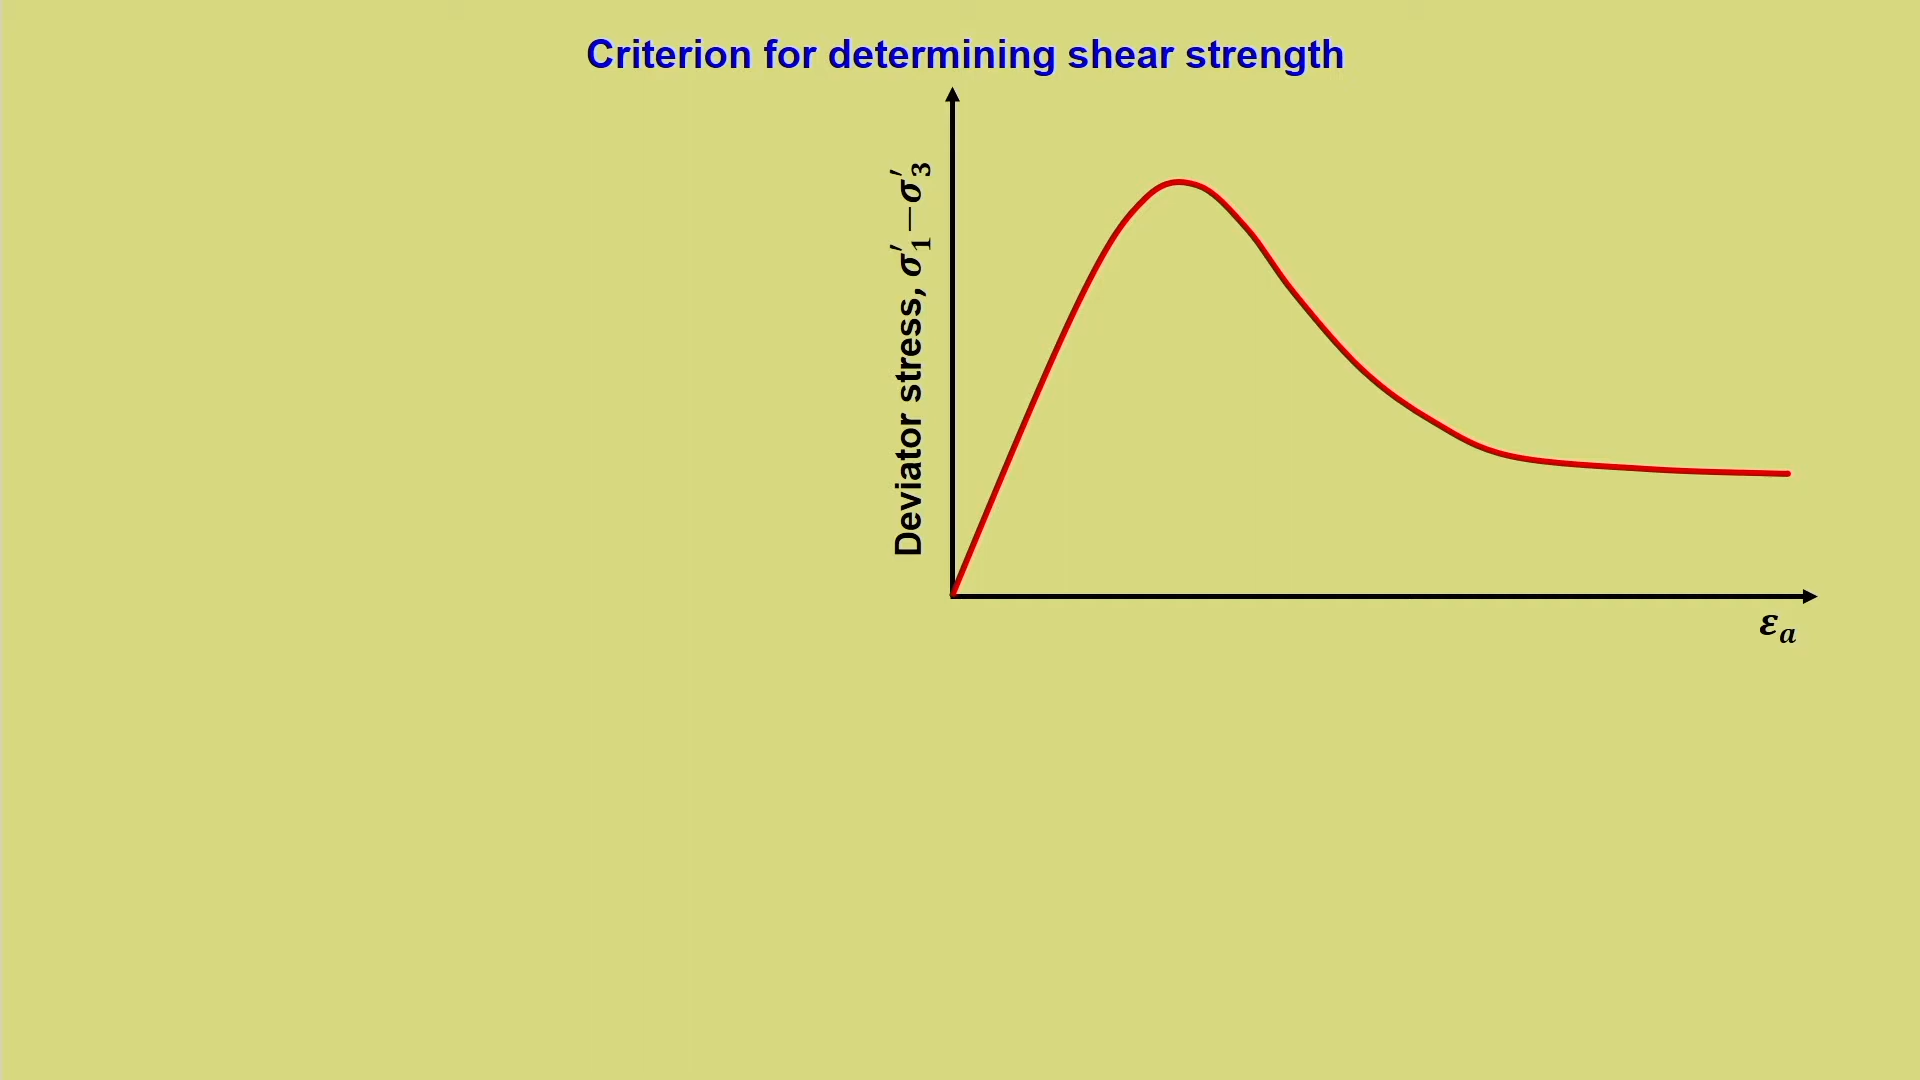 Criterion for determining shear strength
Deviator stress, σ′₁−σ′₃
εₐ